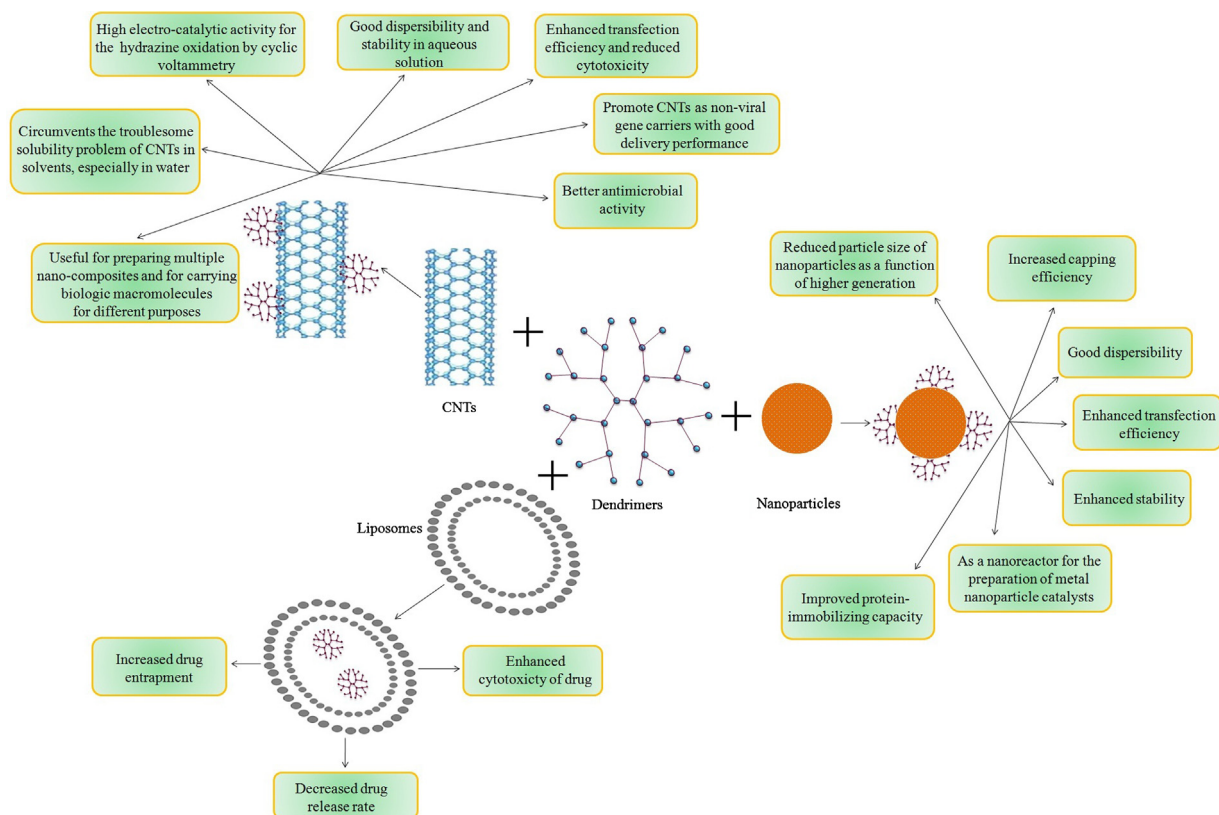 High electro-catalytic activity for
the hydrazine oxidation by cyclic
voltammetry
Good dispersibility and
stability in aqueous
solution
Enhanced transfection
efficiency and reduced
cytotoxicity
Circumvents the troublesome
solubility problem of CNTs in
solvents, especially in water
Promote CNTs as non-viral
gene carriers with good
delivery performance
Better antimicrobial
activity
Useful for preparing multiple
nano-composites and for carrying
biologic macromolecules
for different purposes
Reduced particle size of
nanoparticles as a function
of higher generation
Increased capping
efficiency
Good dispersibility
CNTs
+
+
+
Enhanced transfection
efficiency
Enhanced stability
Dendrimers
Nanoparticles
Liposomes
As a nanoreactor for the
preparation of metal
nanoparticle catalysts
Improved protein-
immobilizing capacity
Increased drug
entrapment
Enhanced
cytotoxicty of drug
Decreased drug
release rate